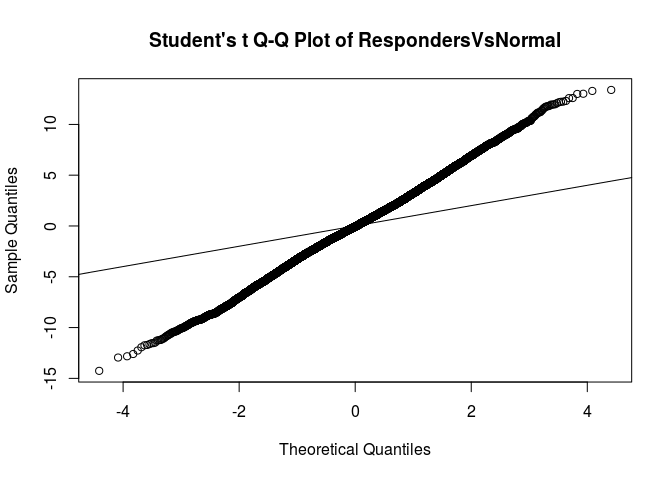 Student's t Q-Q Plot of RespondersVsNormal
Sample Quantiles
10
5
0
-5
-10
-15
-4 -2 0 2 4
Theoretical Quantiles